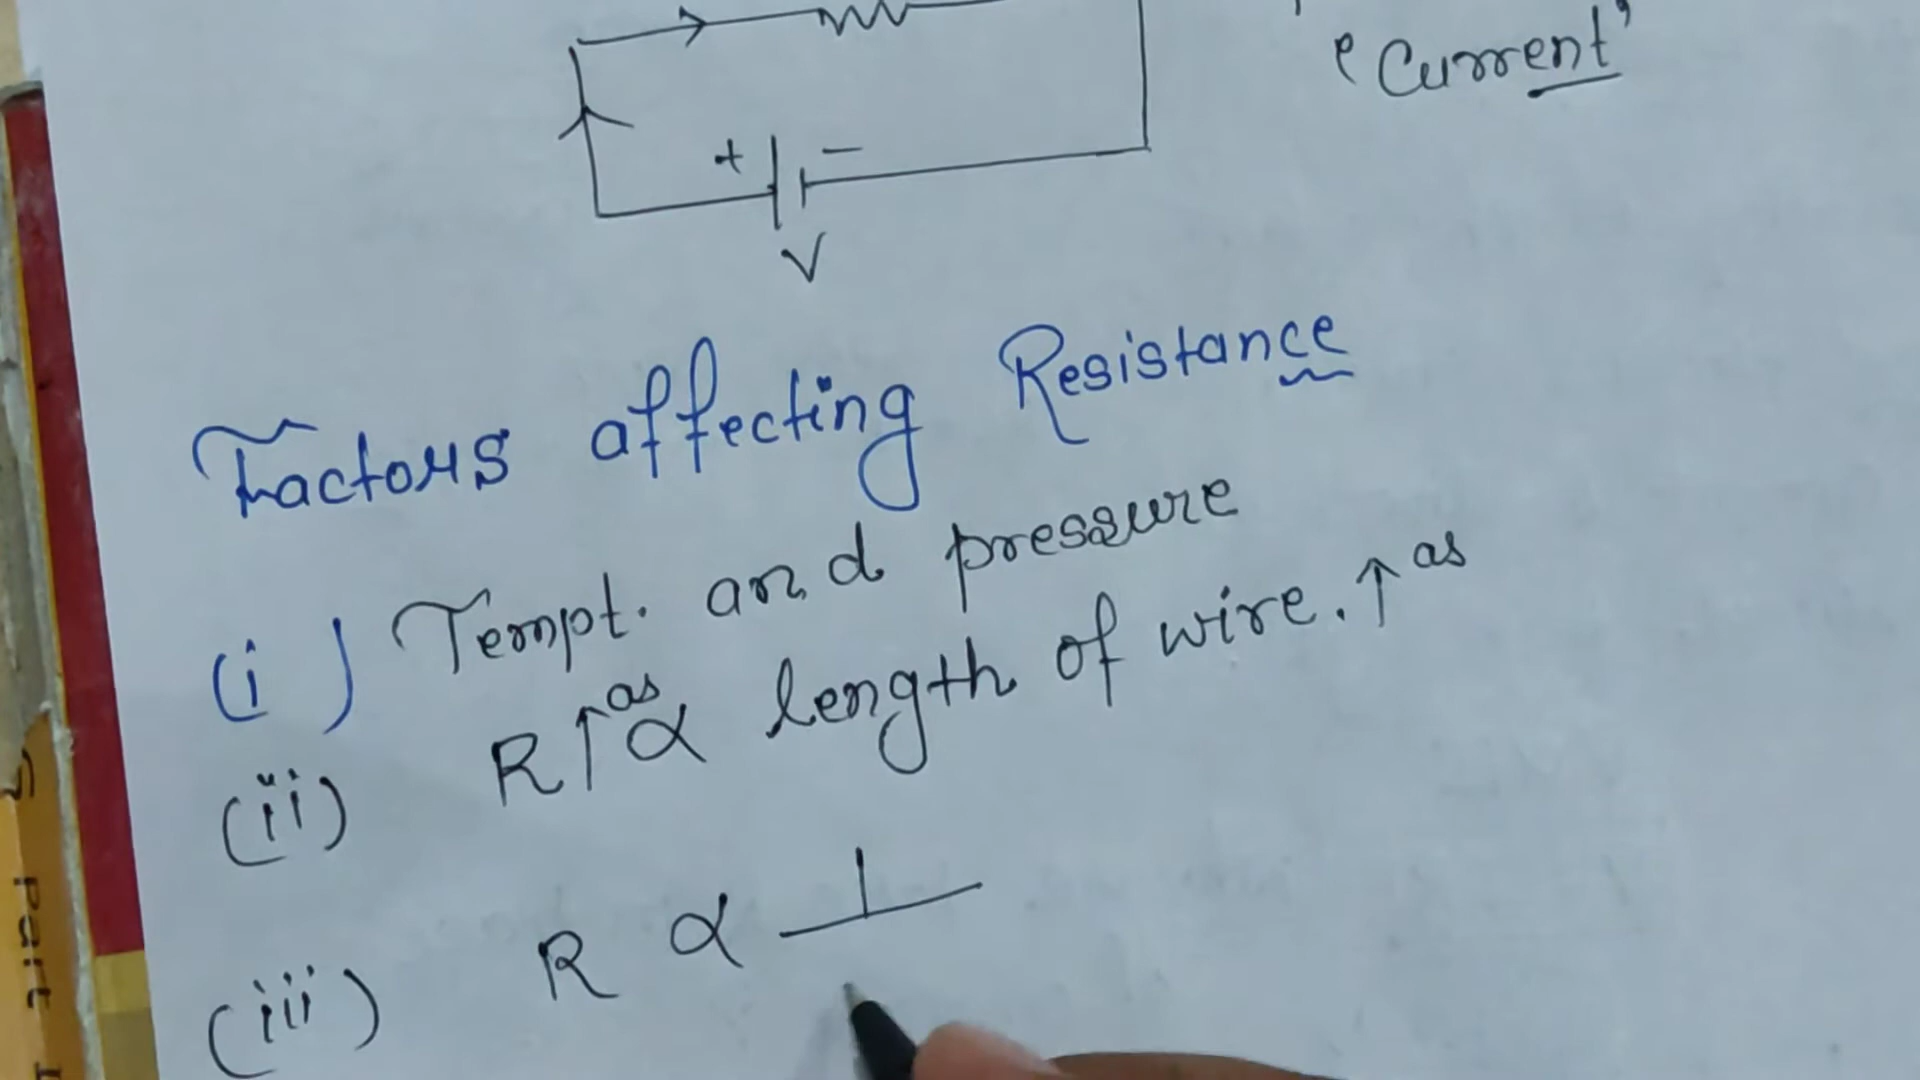 ‘Current’
+ -
V
Factors affecting Resistance
(i) Tempt. and pressure
(ii) R↑ as ∝ length of wire. ↑ as
(iii) R ∝ 1
Part I